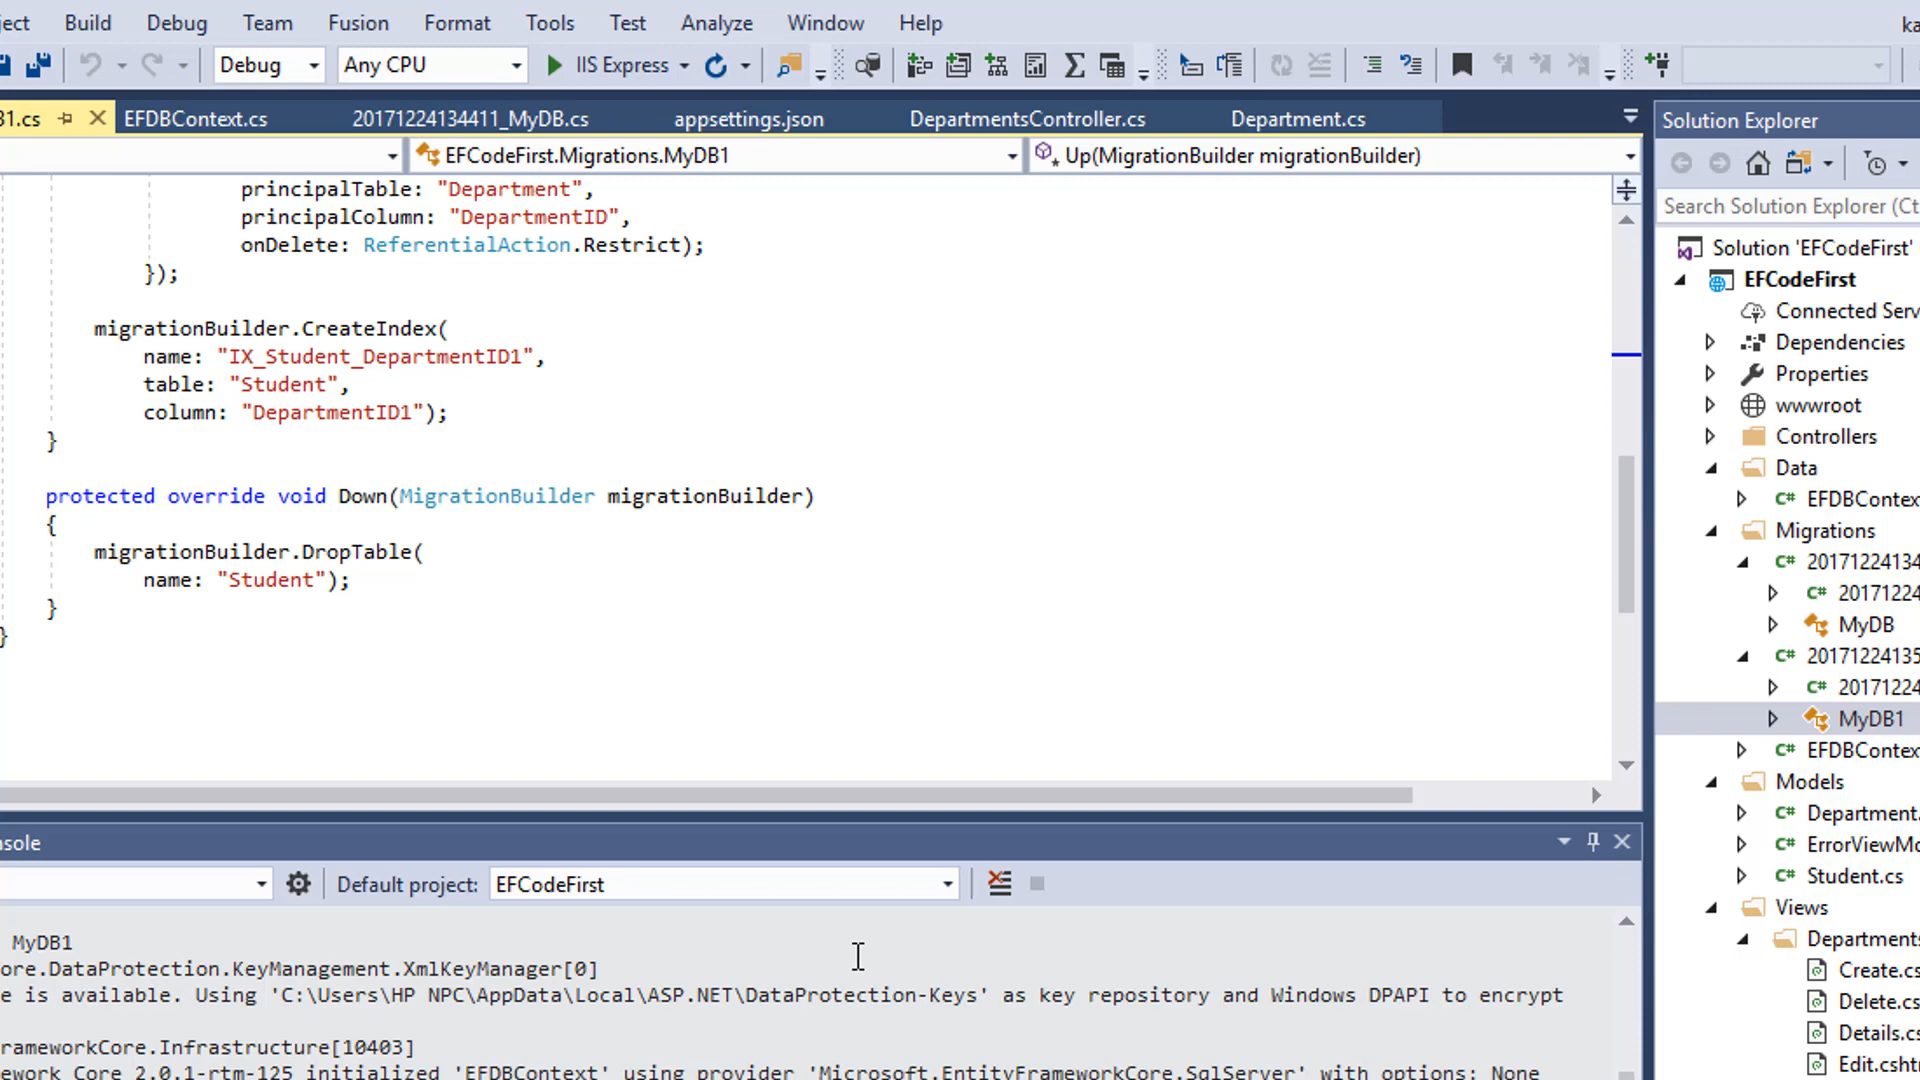 ject Build Debug Team Fusion Format Tools Test Analyze Window Help ka
Debug Any CPU IIS Express
B1.cs EFDBContext.cs 20171224134411_MyDB.cs appsettings.json DepartmentsController.cs Department.cs
EFCodeFirst.Migrations.MyDB1 Up(MigrationBuilder migrationBuilder)
principalTable: "Department",
principalColumn: "DepartmentID",
onDelete: ReferentialAction.Restrict);
});
migrationBuilder.CreateIndex(
name: "IX_Student_DepartmentID1",
table: "Student",
column: "DepartmentID1");
}
protected override void Down(MigrationBuilder migrationBuilder)
{
migrationBuilder.DropTable(
name: "Student");
}
}
Solution Explorer
Search Solution Explorer (Ct
Solution 'EFCodeFirst'
EFCodeFirst
Connected Serv
Dependencies
Properties
wwwroot
Controllers
Data
C# EFDBContex
Migrations
C# 20171224134
C# 20171224
MyDB
C# 20171224135
C# 20171224
MyDB1
C# EFDBContex
Models
C# Department.
C# ErrorViewMo
C# Student.cs
Views
Departments
Create.cs
Delete.cs
Details.cs
Edit.cshtm
nsole
Default project: EFCodeFirst
MyDB1
ore.DataProtection.KeyManagement.XmlKeyManager[0]
e is available. Using 'C:\Users\HP NPC\AppData\Local\ASP.NET\DataProtection-Keys' as key repository and Windows DPAPI to encrypt
rameworkCore.Infrastructure[10403]
ework Core 2.0.1-rtm-125 initialized 'EFDBContext' using provider 'Microsoft.EntityFrameworkCore.SqlServer' with options: None